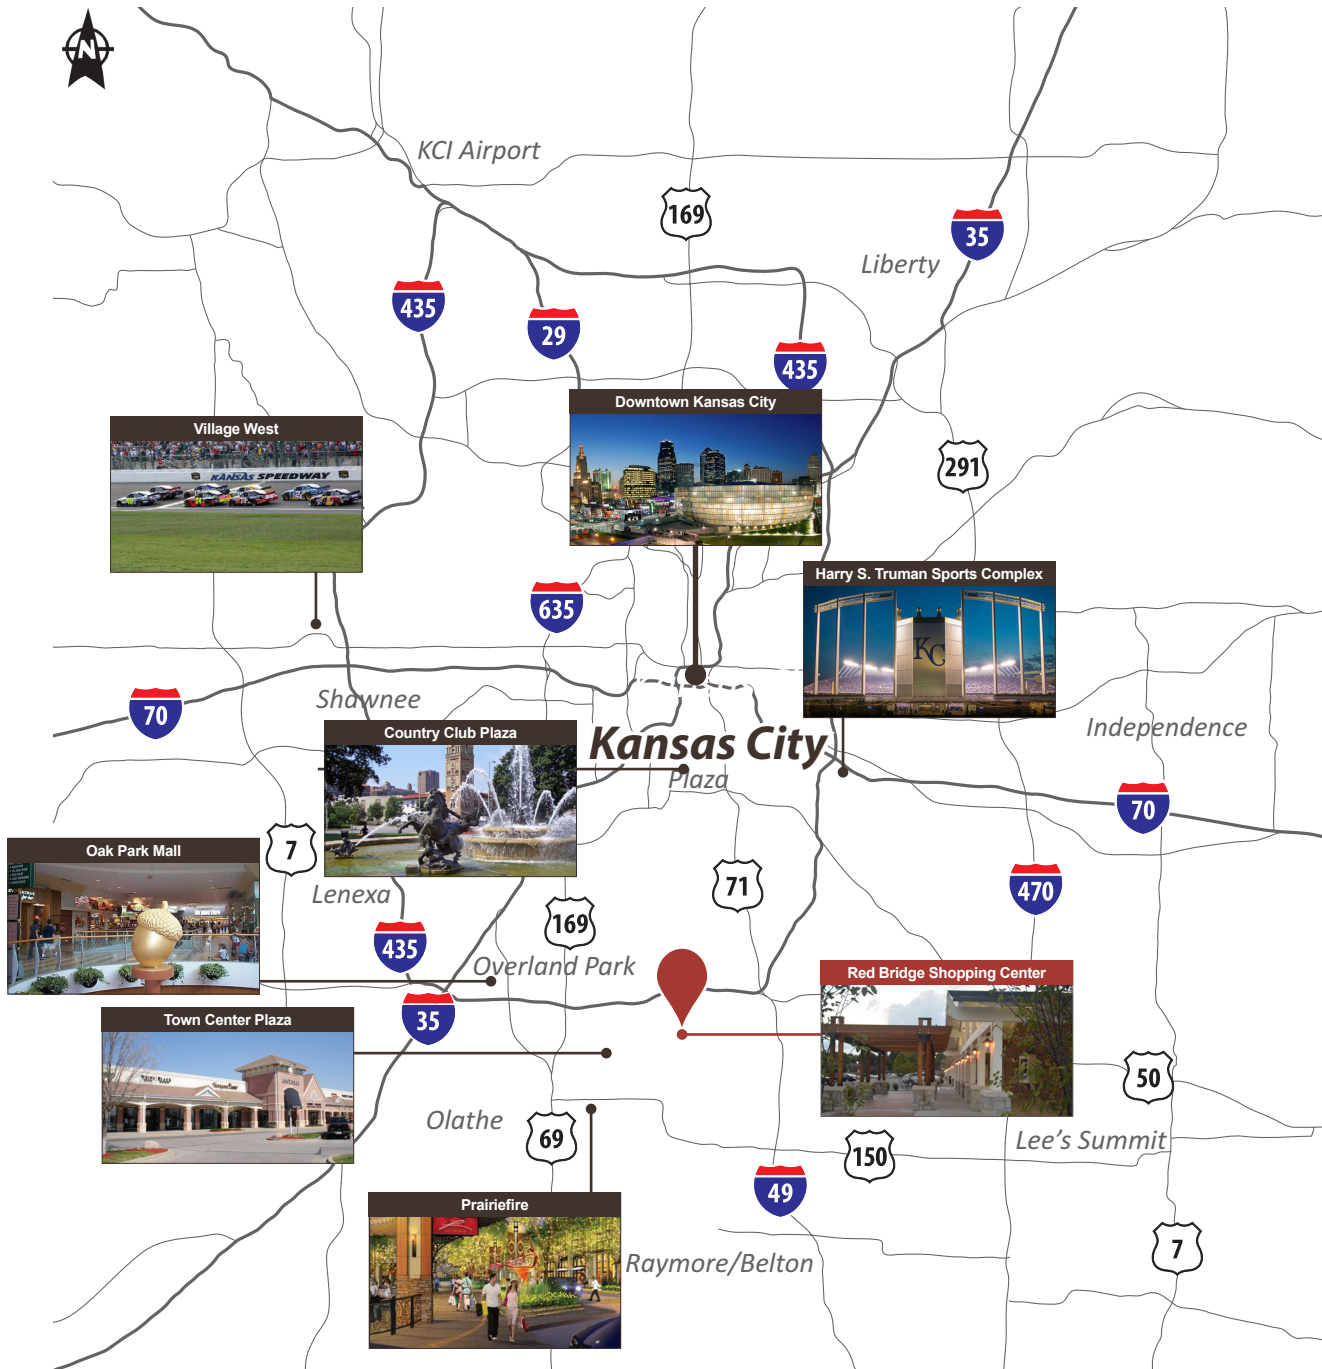 N
KCI Airport
169
35
Liberty
435
29
435
Downtown Kansas City
Village West
KANSAS SPEEDWAY
291
Harry S. Truman Sports Complex
635
KC
Shawnee
70
Independence
Country Club Plaza
Kansas City
Plaza
70
7
Oak Park Mall
71
470
Lenexa
169
435
Overland Park
Red Bridge Shopping Center
35
Town Center Plaza
50
Olathe
69
150
Lee's Summit
49
Prairiefire
7
Raymore/Belton